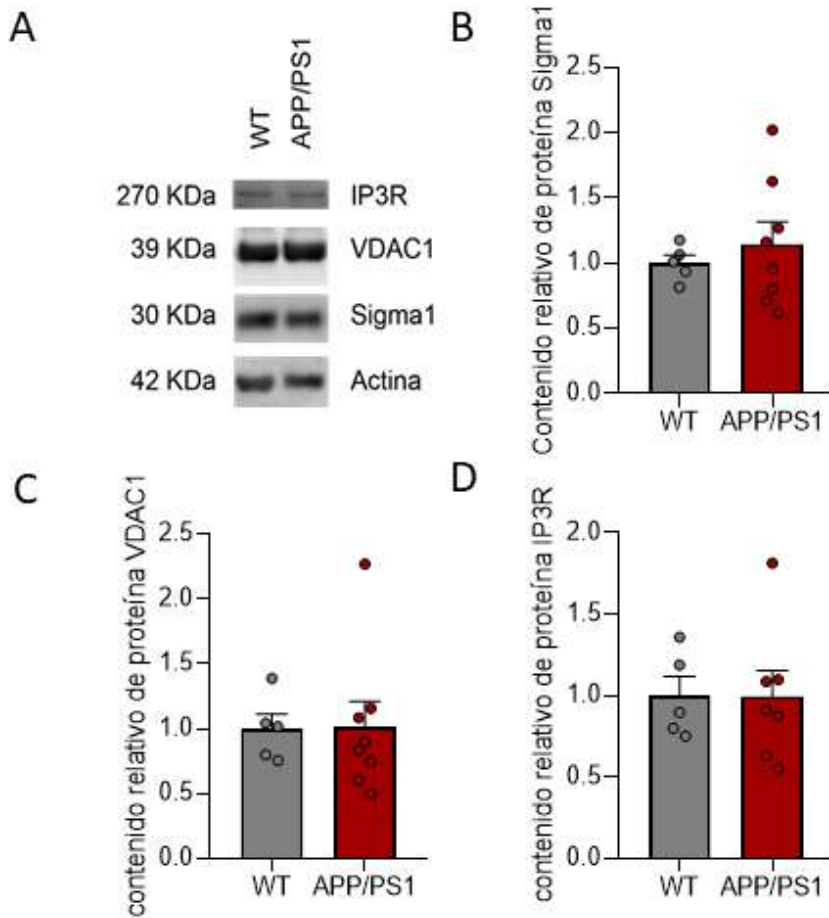 A
WT
APP/PS1
270 KDa
IP3R
39 KDa
VDAC1
30 KDa
Sigma1
42 KDa
Actina
B
Contenido relativo de proteína Sigma1
2.5
2.0
1.5
1.0
0.5
0.0
WT
APP/PS1
C
contenido relativo de proteína VDAC1
2.5
2.0
1.5
1.0
0.5
0.0
WT
APP/PS1
D
contenido relativo de proteína IP3R
2.0
1.5
1.0
0.5
0.0
WT
APP/PS1